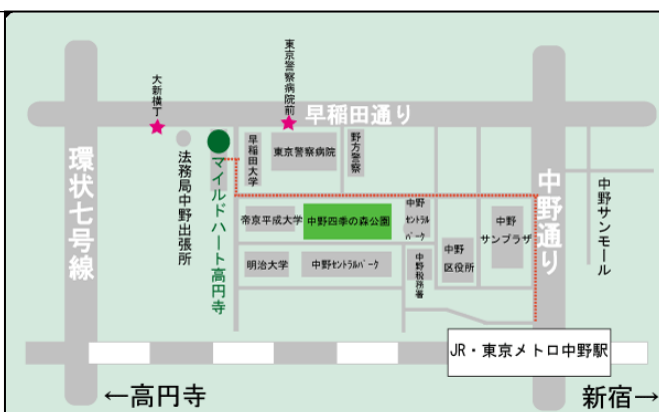 東京警察病院前
大新横丁
早稲田通り
環状七号線
法務局中野出張所
マイルドハート高円寺
早稲田大学
東京警察病院
野方警察
中野通り
中野サンモール
帝京平成大学
中野四季の森公園
中野
セントラル
パーク
中野
サンプラザ
明治大学
中野セントラルパーク
中野税務署
中野
区役所
JR・東京メトロ中野駅
←高円寺
新宿→